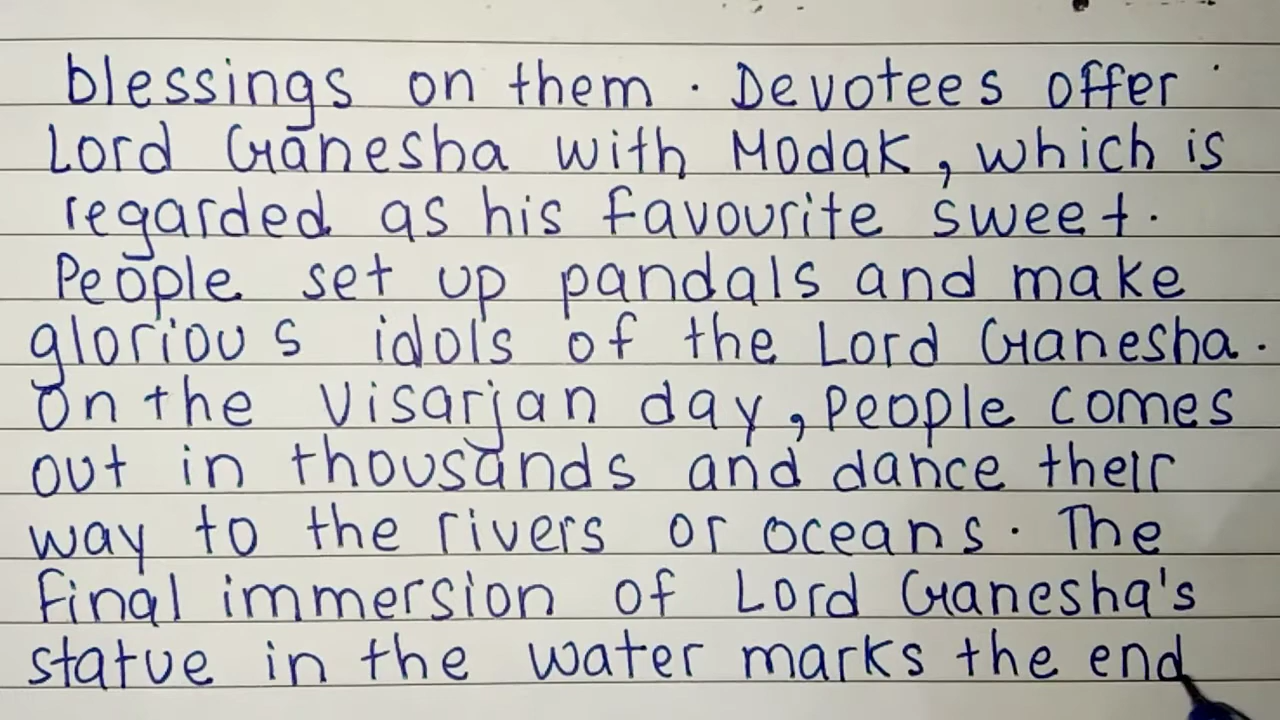 blessings on them. Devotees offer
Lord Ganesha with Modak, which is
regarded as his favourite sweet.
People set up pandals and make
glorious idols of the Lord Ganesha.
On the Visarjan day, People comes
out in thousands and dance their
way to the rivers or oceans. The
final immersion of Lord Ganesha's
statue in the water marks the end